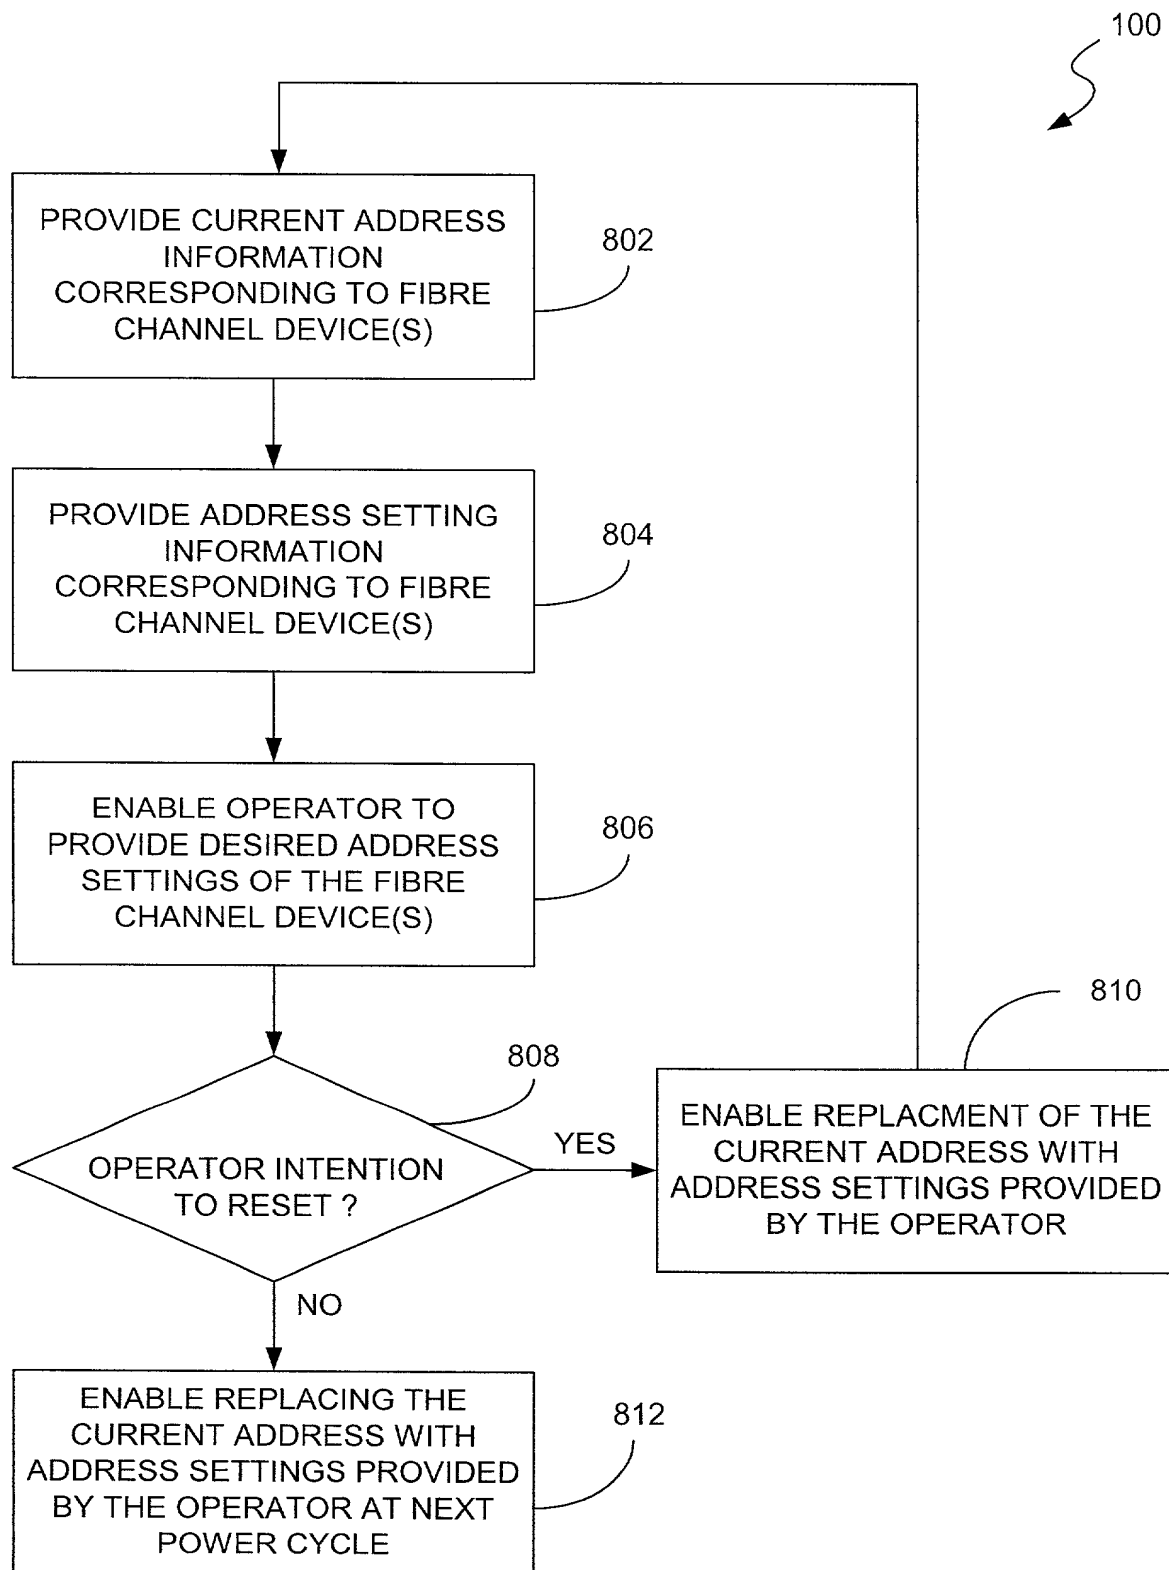 100
PROVIDE CURRENT ADDRESS
INFORMATION
CORRESPONDING TO FIBRE
CHANNEL DEVICE(S)
802
PROVIDE ADDRESS SETTING
INFORMATION
CORRESPONDING TO FIBRE
CHANNEL DEVICE(S)
804
ENABLE OPERATOR TO
PROVIDE DESIRED ADDRESS
SETTINGS OF THE FIBRE
CHANNEL DEVICE(S)
806
808
OPERATOR INTENTION
TO RESET ?
YES
810
ENABLE REPLACMENT OF THE
CURRENT ADDRESS WITH
ADDRESS SETTINGS PROVIDED
BY THE OPERATOR
NO
ENABLE REPLACING THE
CURRENT ADDRESS WITH
ADDRESS SETTINGS PROVIDED
BY THE OPERATOR AT NEXT
POWER CYCLE
812